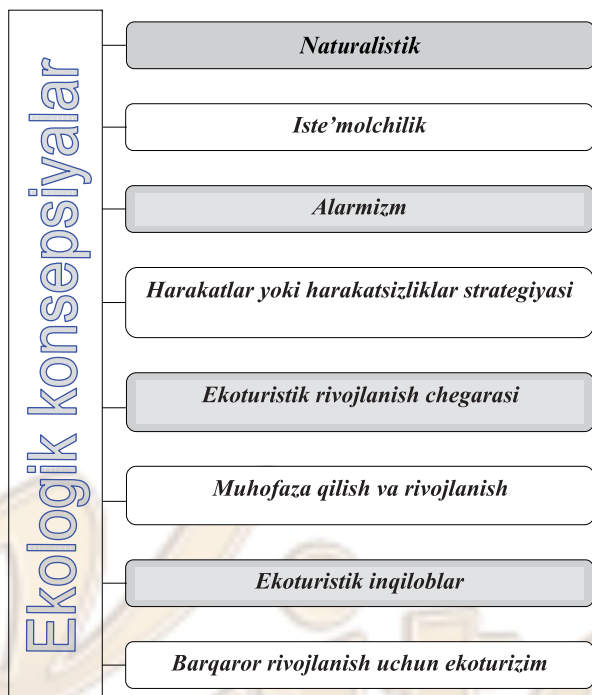 Ekologik konsepsiyalar
Naturalistik
Iste’molchilik
Alarmizm
Harakatlar yoki harakatsizliklar strategiyasi
Ekoturistik rivojlanish chegarasi
Muhofaza qilish va rivojlanish
Ekoturistik inqiloblar
Barqaror rivojlanish uchun ekoturizim